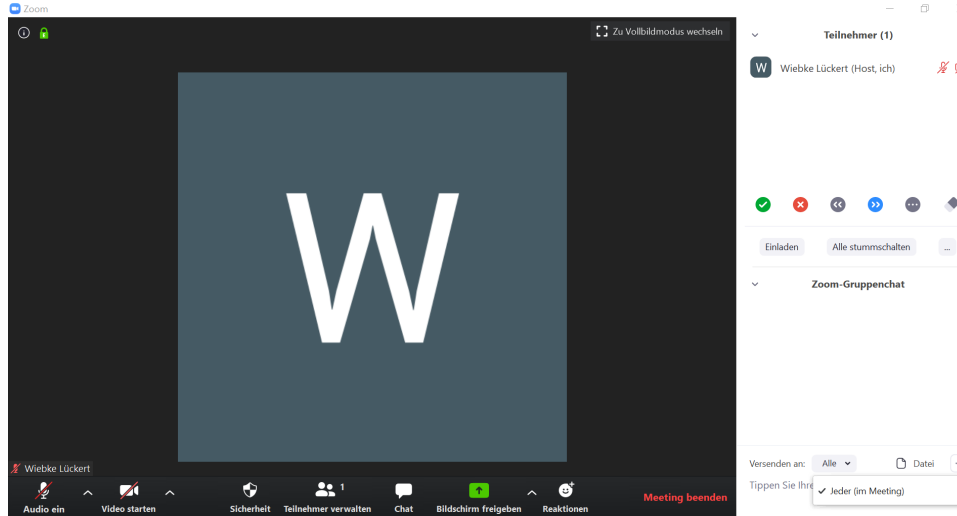 Zoom
Zu Vollbildmodus wechseln
W
Wiebke Lückert
Audio ein
Video starten
Sicherheit
1
Teilnehmer verwalten
Chat
Bildschirm freigeben
Reaktionen
Meeting beenden
Teilnehmer (1)
W Wiebke Lückert (Host, ich)
Einladen Alle stummschalten ...
Zoom-Gruppenchat
Versenden an: Alle Datei
Tippen Sie Ihre
Jeder (im Meeting)